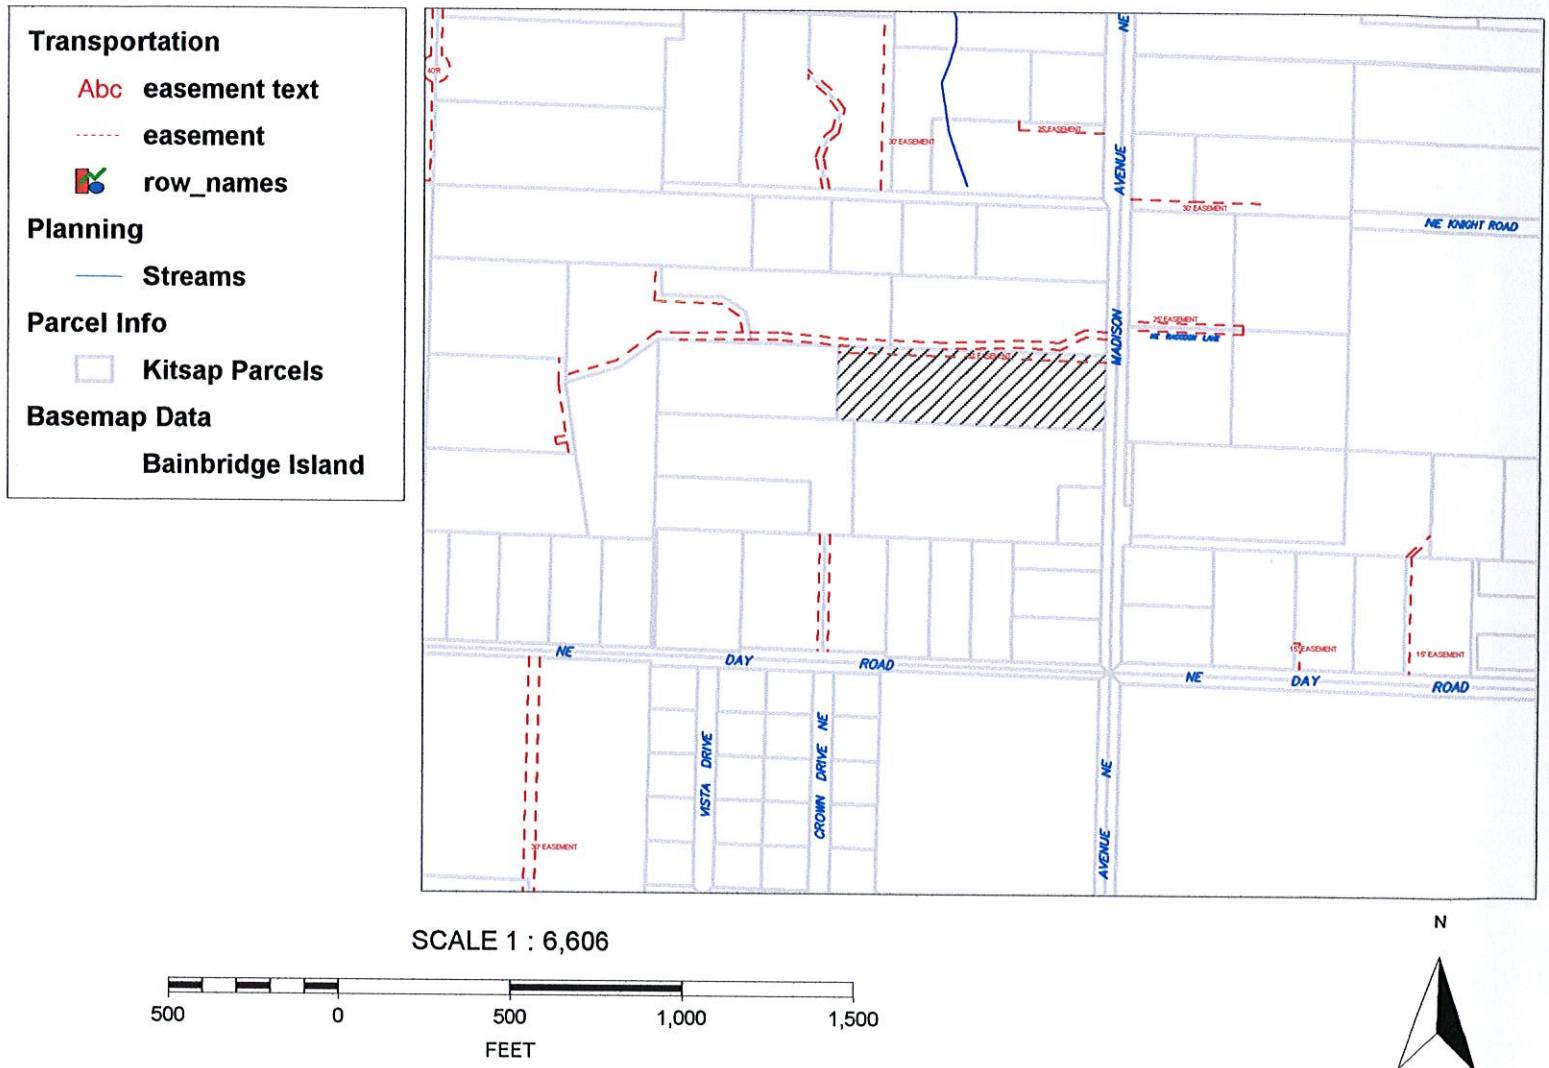 Transportation
Abc easement text
easement
row_names
Planning
Streams
Parcel Info
Kitsap Parcels
Basemap Data
Bainbridge Island
NE
40'R
25' EASEMENT
30' EASEMENT
AVENUE
30' EASEMENT
NE KNIGHT ROAD
25' EASEMENT
MADISON
EASEMENT
NE DAY ROAD
15' EASEMENT
15' EASEMENT
NE DAY ROAD
VISTA DRIVE
CROWN DRIVE NE
AVENUE NE
30' EASEMENT
SCALE 1 : 6,606
N
500 0 500 1,000 1,500
FEET